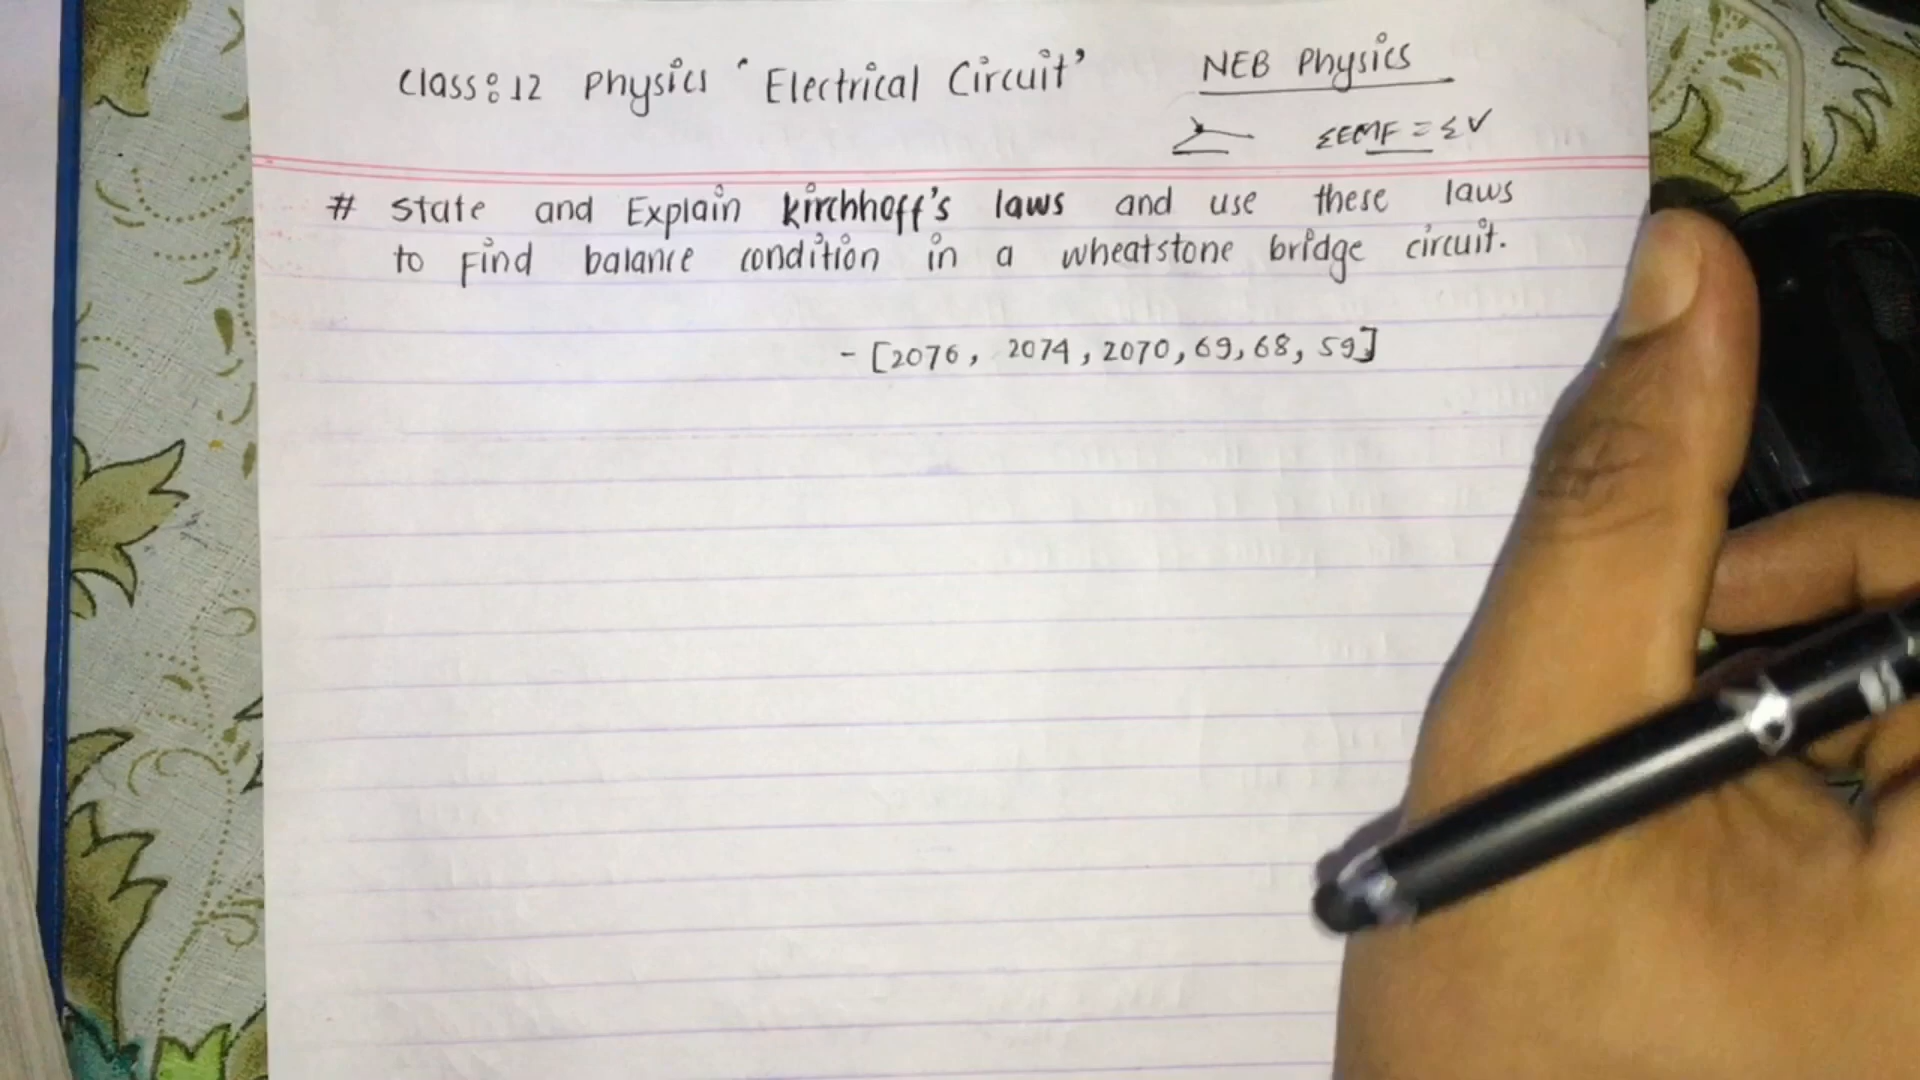 Class: 12 Physics 'Electrical Circuit'
NEB Physics
ΣEMF = ΣV
# State and Explain kirchhoff's laws and use these laws
to Find balance condition in a wheatstone bridge circuit.
- [2076, 2074, 2070, 69, 68, 59]